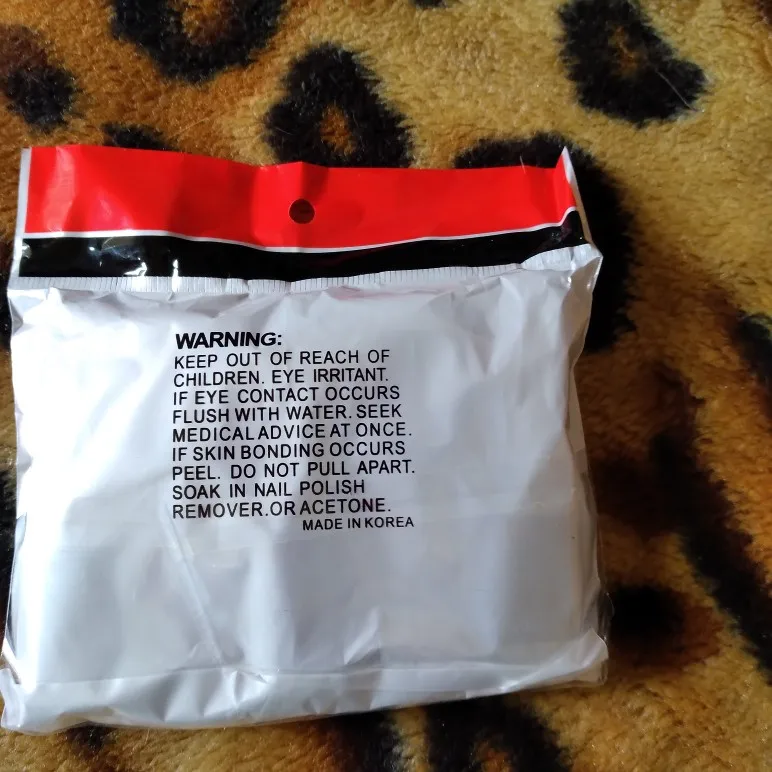 WARNING:
KEEP OUT OF REACH OF
CHILDREN. EYE IRRITANT.
IF EYE CONTACT OCCURS
FLUSH WITH WATER. SEEK
MEDICAL ADVICE AT ONCE.
IF SKIN BONDING OCCURS
PEEL. DO NOT PULL APART.
SOAK IN NAIL POLISH
REMOVER.OR ACETONE.
MADE IN KOREA